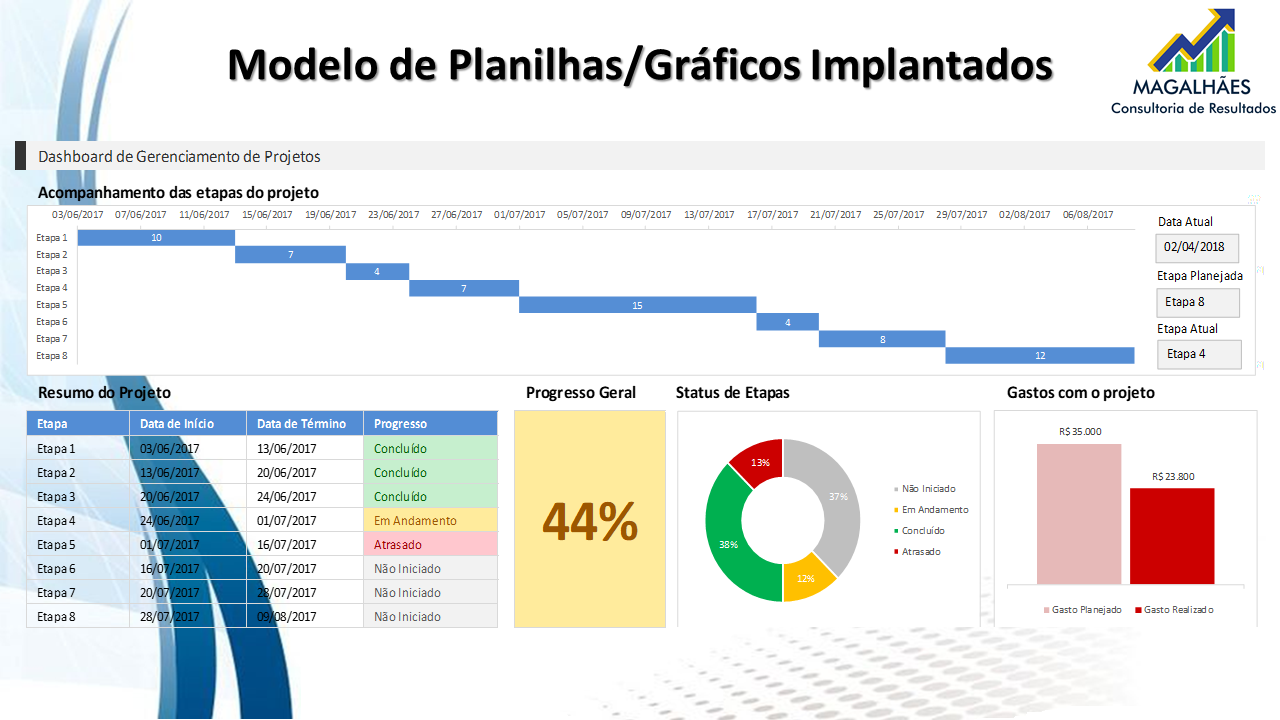 Modelo de Planilhas/Gráficos Implantados
MAGALHÃES
Consultoria de Resultados
Dashboard de Gerenciamento de Projetos
Acompanhamento das etapas do projeto
03/06/2017 07/06/2017 11/06/2017 15/06/2017 19/06/2017 23/06/2017 27/06/2017 01/07/2017 05/07/2017 09/07/2017 13/07/2017 17/07/2017 21/07/2017 25/07/2017 29/07/2017 02/08/2017 06/08/2017
Etapa 1 10
Etapa 2 7
Etapa 3 4
Etapa 4 7
Etapa 5 15
Etapa 6 4
Etapa 7 8
Etapa 8 12
Data Atual
02/04/2018
Etapa Planejada
Etapa 8
Etapa Atual
Etapa 4
Resumo do Projeto
Etapa Data de Início Data de Término Progresso
Etapa 1 03/06/2017 13/06/2017 Concluído
Etapa 2 13/06/2017 20/06/2017 Concluído
Etapa 3 20/06/2017 24/06/2017 Concluído
Etapa 4 24/06/2017 01/07/2017 Em Andamento
Etapa 5 01/07/2017 16/07/2017 Atrasado
Etapa 6 16/07/2017 20/07/2017 Não Iniciado
Etapa 7 20/07/2017 28/07/2017 Não Iniciado
Etapa 8 28/07/2017 09/08/2017 Não Iniciado
Progresso Geral
44%
Status de Etapas
13%
37%
38%
12%
Não Iniciado
Em Andamento
Concluído
Atrasado
Gastos com o projeto
R$ 35.000
R$ 23.800
Gasto Planejado Gasto Realizado